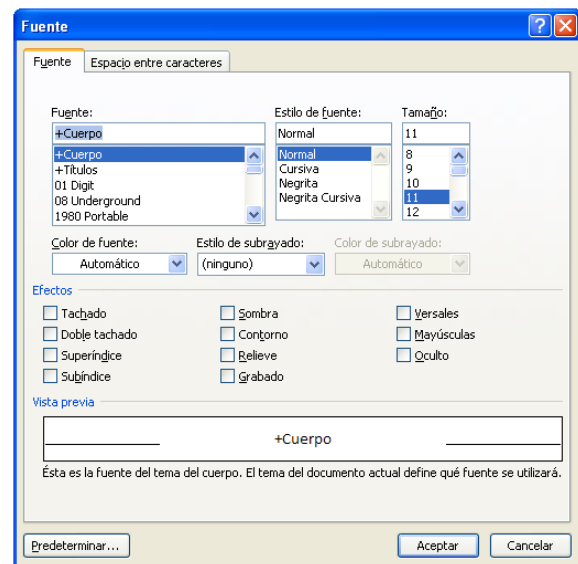 Fuente
Fuente Espacio entre caracteres
Fuente: Estilo de fuente: Tamaño:
+Cuerpo Normal 11
+Cuerpo Normal 8
+Títulos Cursiva 9
01 Digit Negrita 10
08 Underground Negrita Cursiva 11
1980 Portable 12
Color de fuente: Estilo de subrayado: Color de subrayado:
Automático (ninguno) Automático
Efectos
Tachado Sombra Versales
Doble tachado Contorno Mayúsculas
Superíndice Relieve Oculto
Subíndice Grabado
Vista previa
+Cuerpo
Ésta es la fuente del tema del cuerpo. El tema del documento actual define qué fuente se utilizará.
Predeterminar... Aceptar Cancelar